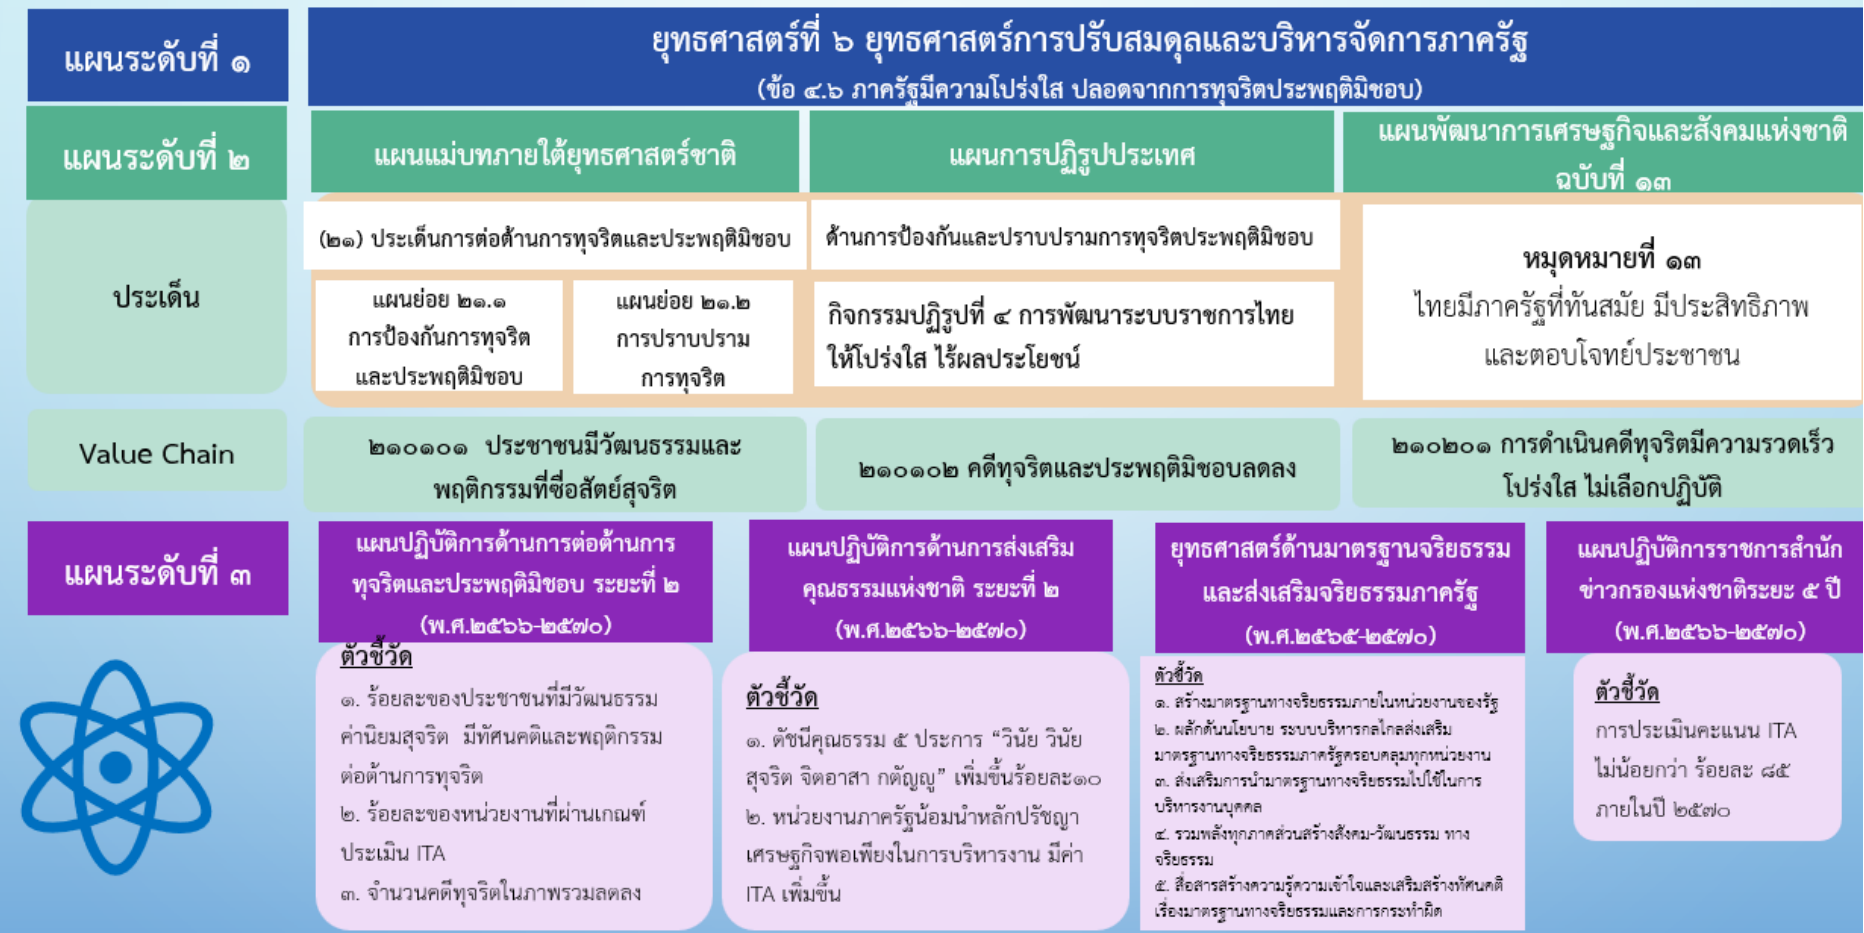 แผนระดับที่ ๑
ยุทธศาสตร์ที่ ๖ ยุทธศาสตร์การปรับสมดุลและบริหารจัดการภาครัฐ
(ข้อ ๔.๖ ภาครัฐมีความโปร่งใส ปลอดจากการทุจริตประพฤติมิชอบ)
แผนระดับที่ ๒
แผนแม่บทภายใต้ยุทธศาสตร์ชาติ
แผนการปฏิรูปประเทศ
แผนพัฒนาการเศรษฐกิจและสังคมแห่งชาติ
ฉบับที่ ๑๓
ประเด็น
(๒๑) ประเด็นการต่อต้านการทุจริตและประพฤติมิชอบ
แผนย่อย ๒๑.๑
การป้องกันการทุจริต
และประพฤติมิชอบ
แผนย่อย ๒๑.๒
การปราบปราม
การทุจริต
ด้านการป้องกันและปราบปรามการทุจริตประพฤติมิชอบ
กิจกรรมปฏิรูปที่ ๔ การพัฒนาระบบราชการไทย
ให้โปร่งใส ไร้ผลประโยชน์
หมุดหมายที่ ๑๓
ไทยมีภาครัฐที่ทันสมัย มีประสิทธิภาพ
และตอบโจทย์ประชาชน
Value Chain
๒๑๐๑๐๑ ประชาชนมีวัฒนธรรมและ
พฤติกรรมที่ซื่อสัตย์สุจริต
๒๑๐๑๐๒ คดีทุจริตและประพฤติมิชอบลดลง
๒๑๐๒๐๑ การดำเนินคดีทุจริตมีความรวดเร็ว
โปร่งใส ไม่เลือกปฏิบัติ
แผนระดับที่ ๓
แผนปฏิบัติการด้านการต่อต้านการ
ทุจริตและประพฤติมิชอบ ระยะที่ ๒
(พ.ศ.๒๕๖๖-๒๕๗๐)
ตัวชี้วัด
๑. ร้อยละของประชาชนที่มีวัฒนธรรม
ค่านิยมสุจริต มีทัศนคติและพฤติกรรม
ต่อต้านการทุจริต
๒. ร้อยละของหน่วยงานที่ผ่านเกณฑ์
ประเมิน ITA
๓. จำนวนคดีทุจริตในภาพรวมลดลง
แผนปฏิบัติการด้านการส่งเสริม
คุณธรรมแห่งชาติ ระยะที่ ๒
(พ.ศ.๒๕๖๖-๒๕๗๐)
ตัวชี้วัด
๑. ดัชนีคุณธรรม ๕ ประการ “วินัย วินัย
สุจริต จิตอาสา กตัญญู” เพิ่มขึ้นร้อยละ๑๐
๒. หน่วยงานภาครัฐน้อมนำหลักปรัชญา
เศรษฐกิจพอเพียงในการบริหารงาน มีค่า
ITA เพิ่มขึ้น
ยุทธศาสตร์ด้านมาตรฐานจริยธรรม
และส่งเสริมจริยธรรมภาครัฐ
(พ.ศ.๒๕๖๕-๒๕๗๐)
ตัวชี้วัด
๑. สร้างมาตรฐานทางจริยธรรมภายในหน่วยงานของรัฐ
๒. ผลักดันนโยบาย ระบบบริหารกลไกลส่งเสริม
มาตรฐานทางจริยธรรมภาครัฐครอบคลุมทุกหน่วยงาน
๓. ส่งเสริมการนำมาตรฐานทางจริยธรรมไปใช้ในการ
บริหารงานบุคคล
๔. รวมพลังทุกภาคส่วนสร้างสังคม-วัฒนธรรม ทาง
จริยธรรม
๕. สื่อสารสร้างความรู้ความเข้าใจและเสริมสร้างทัศนคติ
เรื่องมาตรฐานทางจริยธรรมและการกระทำผิด
แผนปฏิบัติการราชการสำนัก
ข่าวกรองแห่งชาติระยะ ๕ ปี
(พ.ศ.๒๕๖๖-๒๕๗๐)
ตัวชี้วัด
การประเมินคะแนน ITA
ไม่น้อยกว่า ร้อยละ ๘๕
ภายในปี ๒๕๗๐